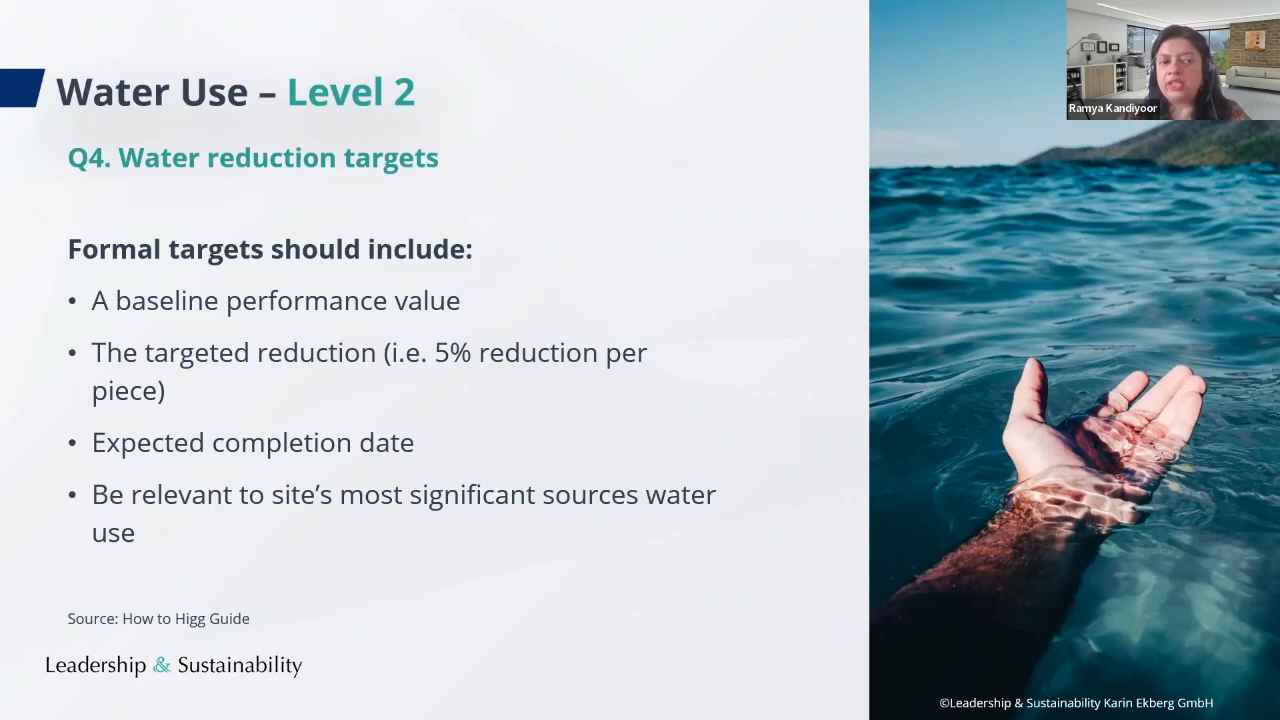 Water Use – Level 2
Q4. Water reduction targets
Formal targets should include:
• A baseline performance value
• The targeted reduction (i.e. 5% reduction per
piece)
• Expected completion date
• Be relevant to site’s most significant sources water
use
Source: How to Higg Guide
Leadership & Sustainability
Ramya Kandiyoor
©Leadership & Sustainability Karin Ekberg GmbH